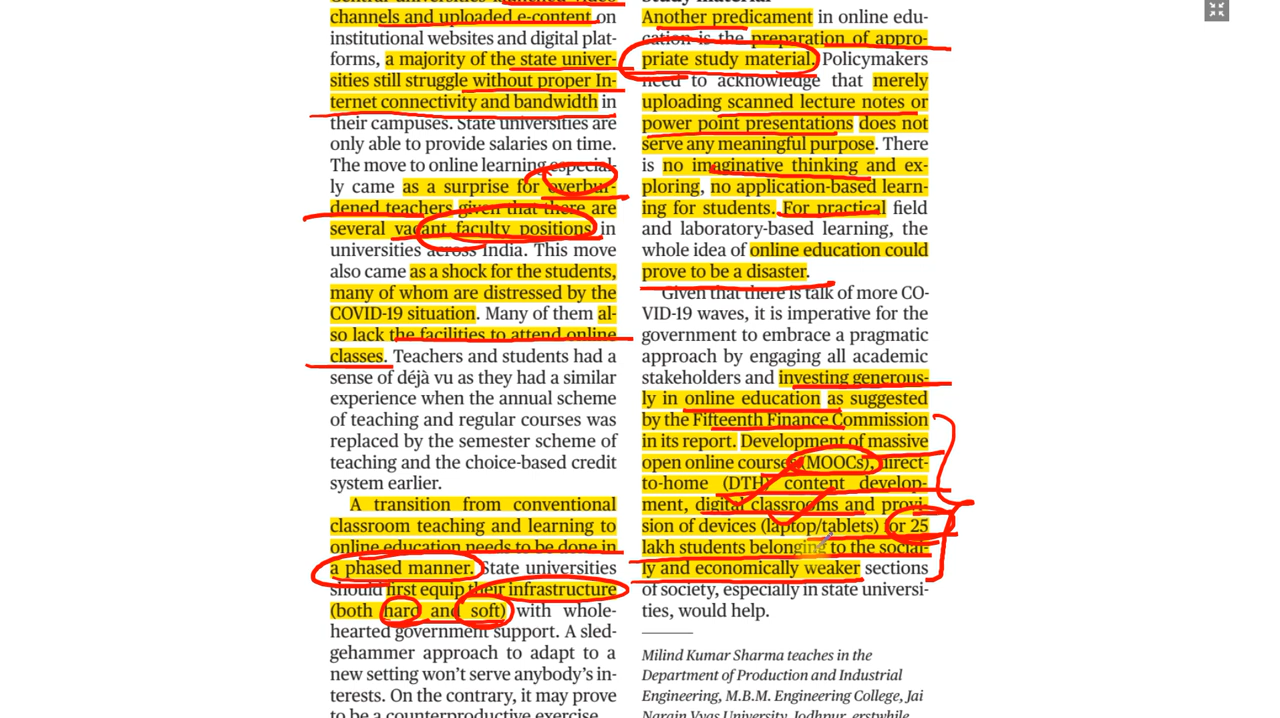 Central universities launched video
channels and uploaded e-content on
institutional websites and digital plat-
forms, a majority of the state univer-
sities still struggle without proper In-
ternet connectivity and bandwidth in
their campuses. State universities are
only able to provide salaries on time.
The move to online learning especial-
ly came as a surprise for overbur-
dened teachers given that there are
several vacant faculty positions in
universities across India. This move
also came as a shock for the students,
many of whom are distressed by the
COVID-19 situation. Many of them al-
so lack the facilities to attend online
classes. Teachers and students had a
sense of déjà vu as they had a similar
experience when the annual scheme
of teaching and regular courses was
replaced by the semester scheme of
teaching and the choice-based credit
system earlier.
A transition from conventional
classroom teaching and learning to
online education needs to be done in
a phased manner. State universities
should first equip their infrastructure
(both hard and soft) with whole-
hearted government support. A sled-
gehammer approach to adapt to a
new setting won't serve anybody's in-
terests. On the contrary, it may prove
to be a counterproductive exercise.
Study material
Another predicament in online edu-
cation is the preparation of appro-
priate study material. Policymakers
need to acknowledge that merely
uploading scanned lecture notes or
power point presentations does not
serve any meaningful purpose. There
is no imaginative thinking and ex-
ploring, no application-based learn-
ing for students. For practical field
and laboratory-based learning, the
whole idea of online education could
prove to be a disaster.
Given that there is talk of more CO-
VID-19 waves, it is imperative for the
government to embrace a pragmatic
approach by engaging all academic
stakeholders and investing generous-
ly in online education as suggested
by the Fifteenth Finance Commission
in its report. Development of massive
open online courses (MOOCs), direct-
to-home (DTH) content develop-
ment, digital classrooms and provi-
sion of devices (laptop/tablets) for 25
lakh students belonging to the social-
ly and economically weaker sections
of society, especially in state universi-
ties, would help.
Milind Kumar Sharma teaches in the
Department of Production and Industrial
Engineering, M.B.M. Engineering College, Jai
Narain Vyas University, Jodhpur, erstwhile